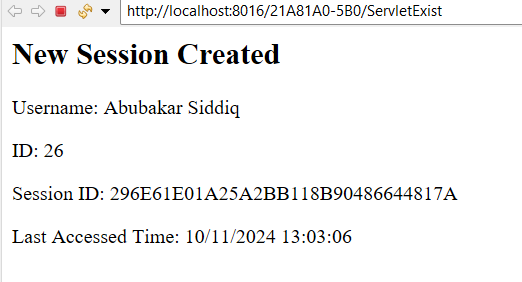 http://localhost:8016/21A81A0-5B0/ServletExist
New Session Created
Username: Abubakar Siddiq
ID: 26
Session ID: 296E61E01A25A2BB118B90486644817A
Last Accessed Time: 10/11/2024 13:03:06